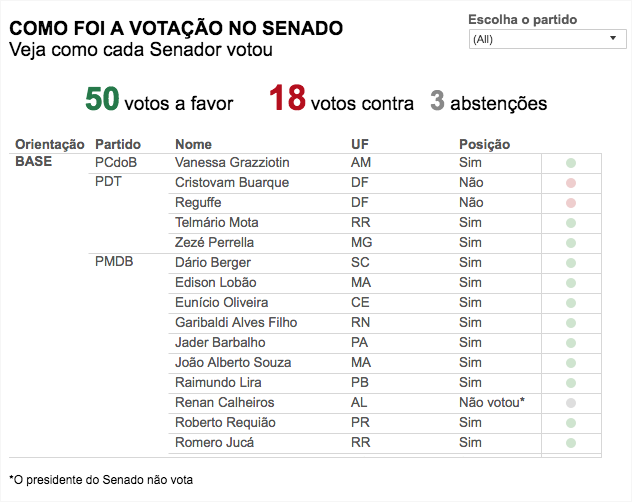 COMO FOI A VOTAÇÃO NO SENADO
Veja como cada Senador votou
Escolha o partido
(All)
50 votos a favor 18 votos contra 3 abstenções
Orientação Partido Nome UF Posição
BASE PCdoB Vanessa Grazziotin AM Sim
PDT Cristovam Buarque DF Não
Reguffe DF Não
Telmário Mota RR Sim
Zezé Perrella MG Sim
PMDB Dário Berger SC Sim
Edison Lobão MA Sim
Eunício Oliveira CE Sim
Garibaldi Alves Filho RN Sim
Jader Barbalho PA Sim
João Alberto Souza MA Sim
Raimundo Lira PB Sim
Renan Calheiros AL Não votou*
Roberto Requião PR Sim
Romero Jucá RR Sim
*O presidente do Senado não vota